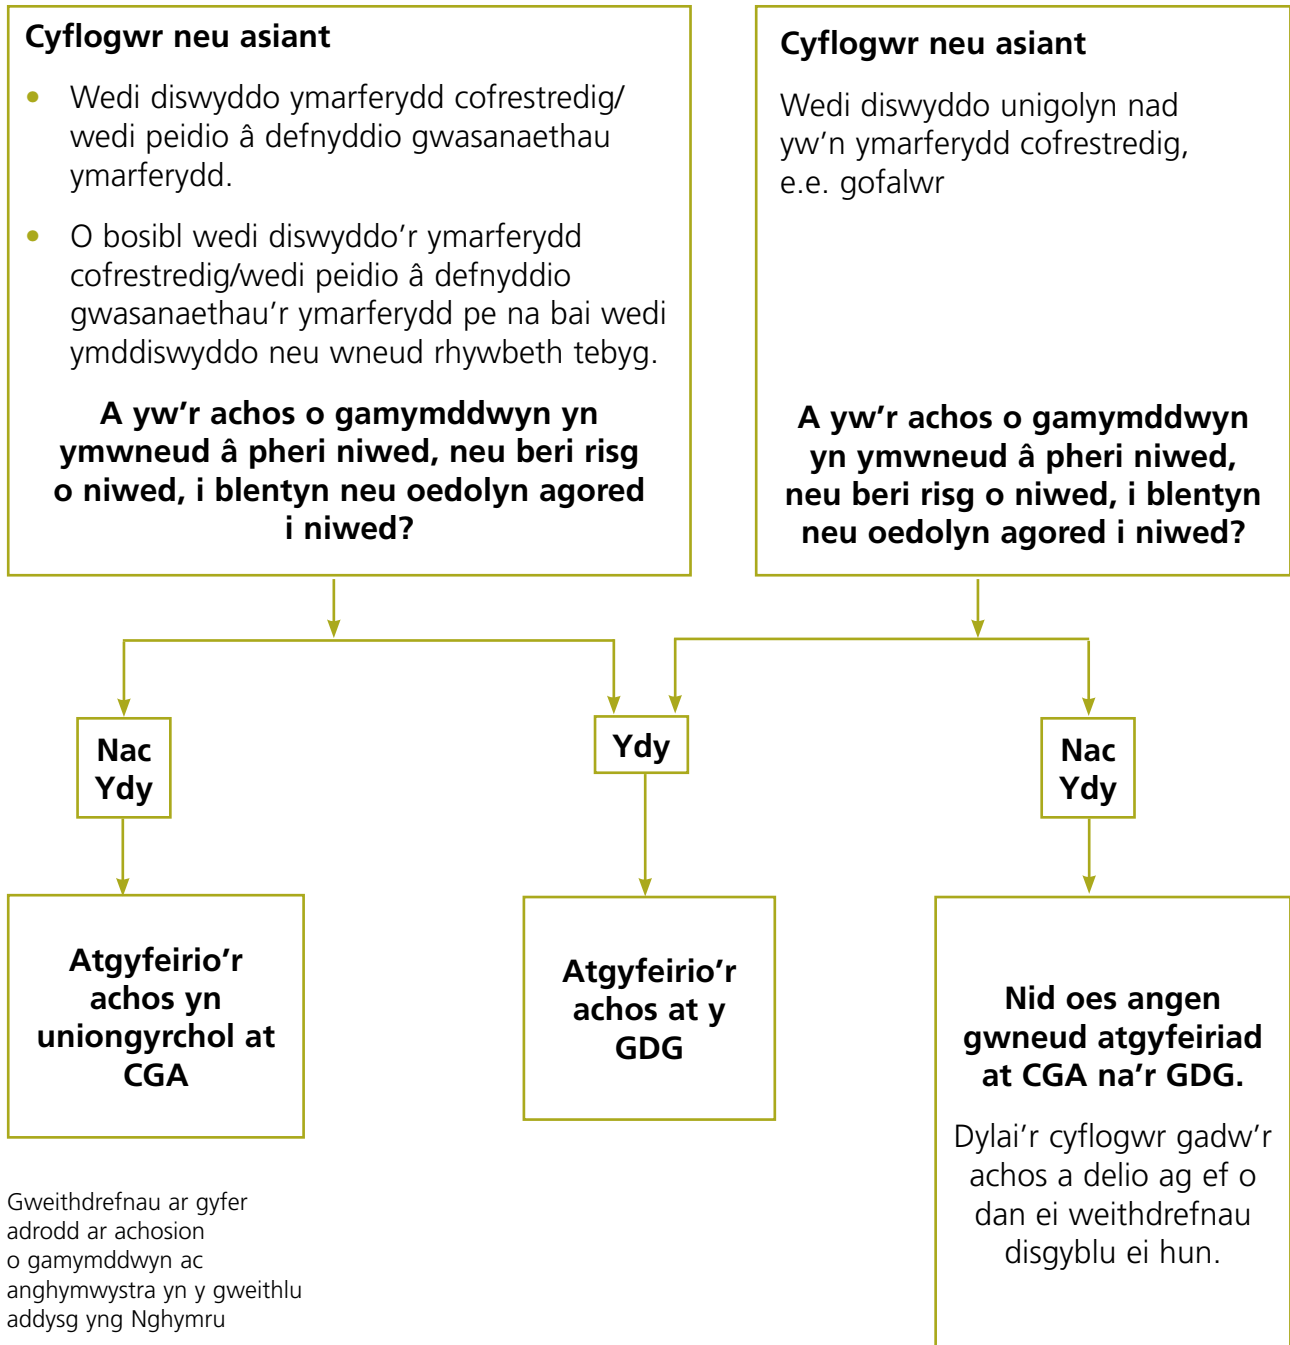 Cyflogwr neu asiant
• Wedi diswyddo ymarferydd cofrestredig/
wedi peidio â defnyddio gwasanaethau
ymarferydd.
• O bosibl wedi diswyddo’r ymarferydd
cofrestredig/wedi peidio â defnyddio
gwasanaethau’r ymarferydd pe na bai wedi
ymddiswyddo neu wneud rhywbeth tebyg.
A yw’r achos o gamymddwyn yn
ymwneud â pheri niwed, neu beri risg
o niwed, i blentyn neu oedolyn agored
i niwed?
Cyflogwr neu asiant
Wedi diswyddo unigolyn nad
yw’n ymarferydd cofrestredig,
e.e. gofalwr
A yw’r achos o gamymddwyn
yn ymwneud â pheri niwed,
neu beri risg o niwed, i blentyn
neu oedolyn agored i niwed?
Nac
Ydy
Ydy
Nac
Ydy
Atgyfeirio’r
achos yn
uniongyrchol at
CGA
Atgyfeirio’r
achos at y
GDG
Nid oes angen
gwneud atgyfeiriad
at CGA na’r GDG.
Dylai’r cyflogwr gadw’r
achos a delio ag ef o
dan ei weithdrefnau
disgyblu ei hun.
Gweithdrefnau ar gyfer
adrodd ar achosion
o gamymddwyn ac
anghymwystra yn y gweithlu
addysg yng Nghymru